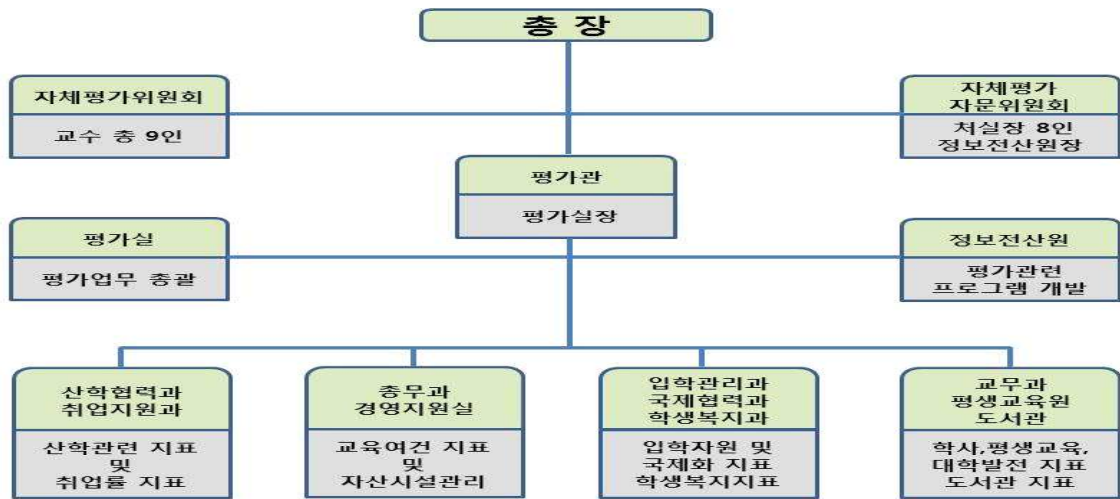 총 장
자체평가위원회
교수 총 9인
자체평가
자문위원회
처실장 8인
정보전산원장
평가관
평가실장
평가실
평가업무 총괄
정보전산원
평가관련
프로그램 개발
산학협력과
취업지원과
산학관련 지표
및
취업률 지표
총무과
경영지원실
교육여건 지표
및
자산시설관리
입학관리과
국제협력과
학생복지과
입학자원 및
국제화 지표
학생복지지표
교무과
평생교육원
도서관
학사,평생교육,
대학발전 지표
도서관 지표